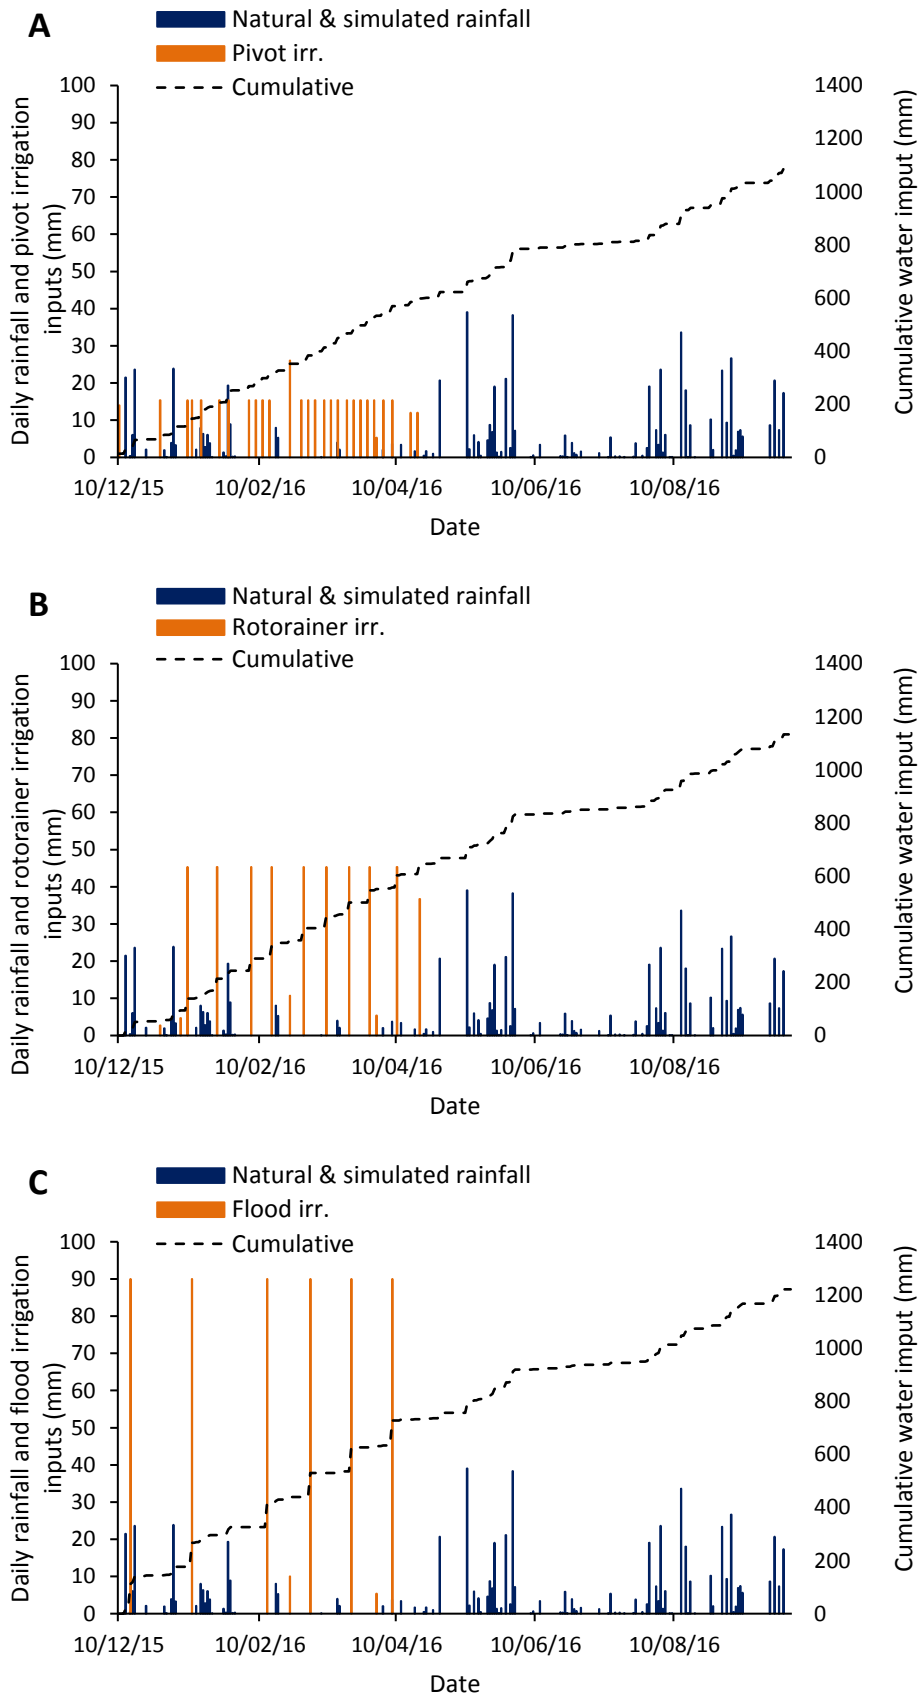 A
Natural & simulated rainfall
Pivot irr.
Cumulative
Daily rainfall and pivot irrigation
inputs (mm)
100
90
80
70
60
50
40
30
20
10
0
1400
1200
1000
800
600
400
200
0
Cumulative water imput (mm)
10/12/15 10/02/16 10/04/16 10/06/16 10/08/16
Date
B
Natural & simulated rainfall
Rotorainer irr.
Cumulative
Daily rainfall and rotorainer irrigation
inputs (mm)
100
90
80
70
60
50
40
30
20
10
0
1400
1200
1000
800
600
400
200
0
Cumulative water imput (mm)
10/12/15 10/02/16 10/04/16 10/06/16 10/08/16
Date
C
Natural & simulated rainfall
Flood irr.
Cumulative
Daily rainfall and flood irrigation
inputs (mm)
100
90
80
70
60
50
40
30
20
10
0
1400
1200
1000
800
600
400
200
0
Cumulative water imput (mm)
10/12/15 10/02/16 10/04/16 10/06/16 10/08/16
Date